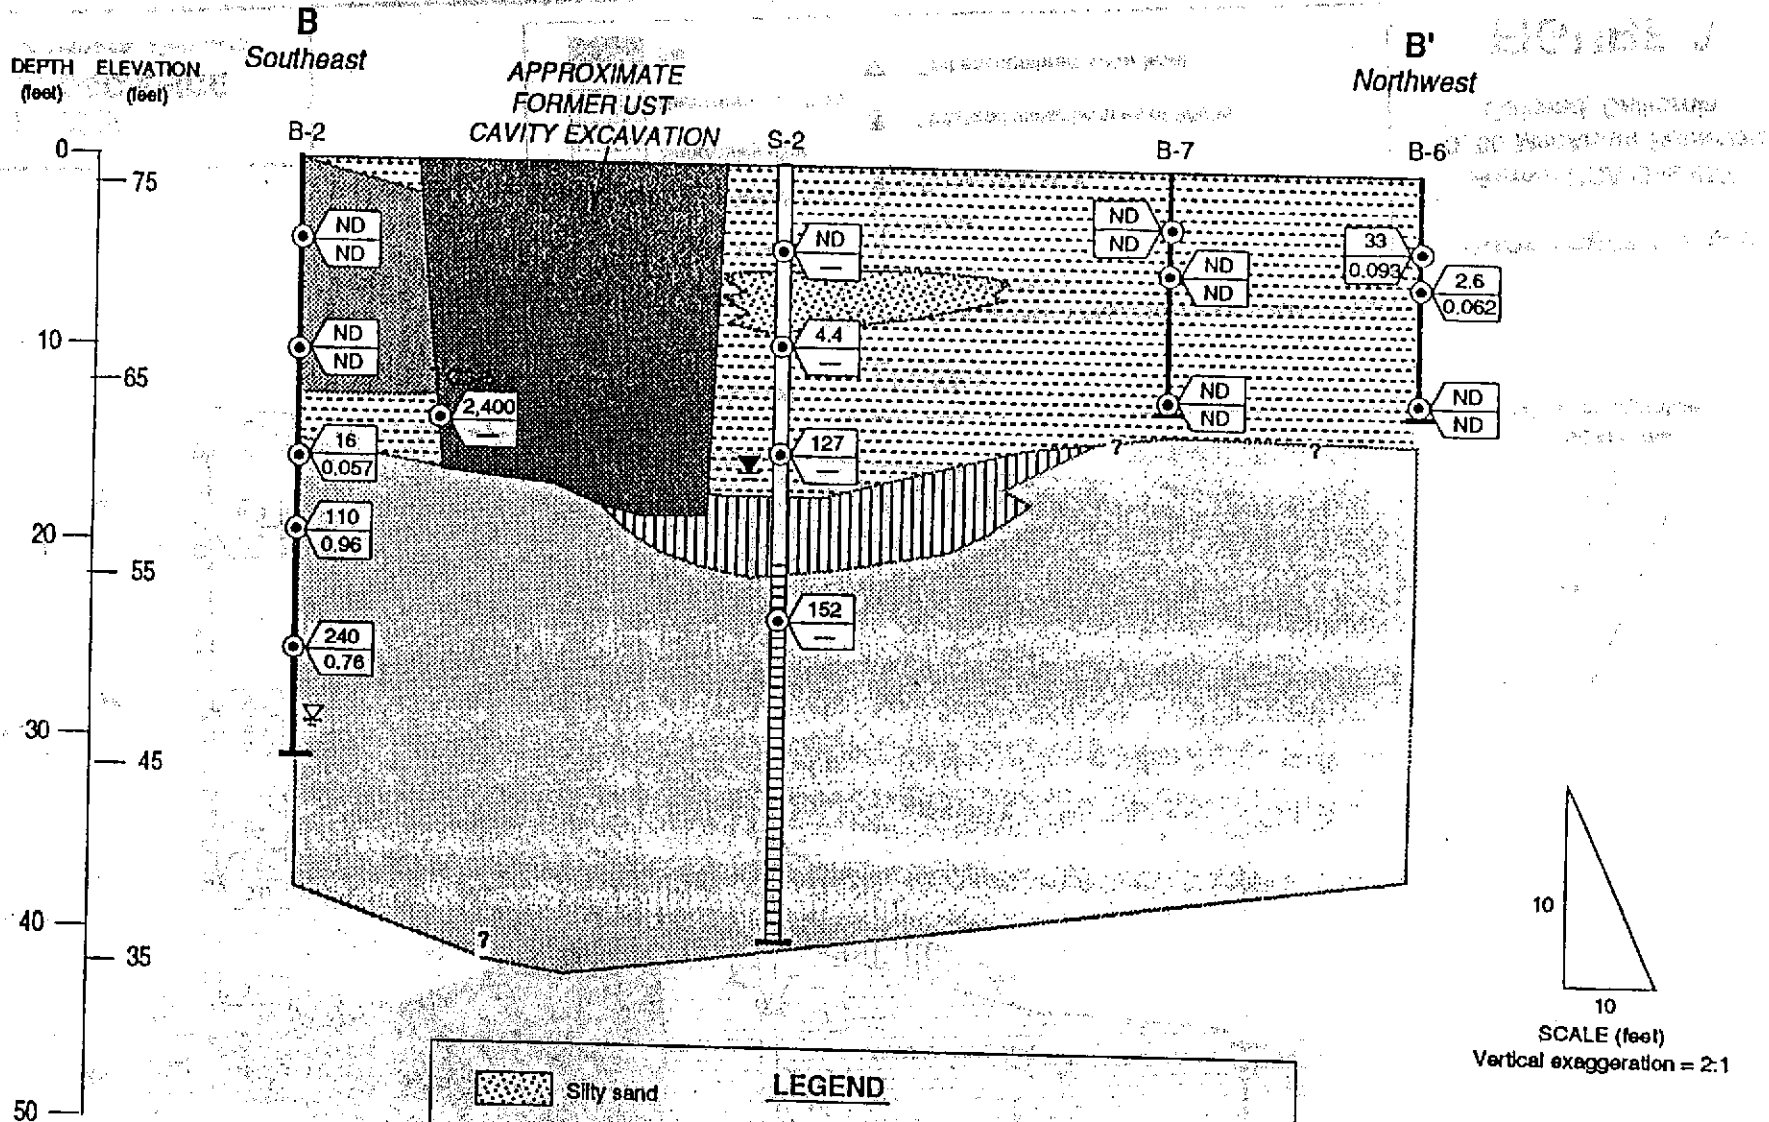 B
Southeast
B'
Northwest
DEPTH
(feet)
ELEVATION
(feet)
APPROXIMATE
FORMER UST
CAVITY EXCAVATION
B-2
S-2
B-7
B-6
0
75
10
65
20
55
30
45
40
35
50
ND
ND
ND
ND
16
0.057
110
0.96
240
0.76
2,400
—
ND
—
4.4
—
127
—
152
—
ND
ND
ND
ND
ND
ND
33
0.093
2.6
0.062
ND
ND
?
?
?
10
10
SCALE (feet)
Vertical exaggeration = 2:1
LEGEND
Silty sand